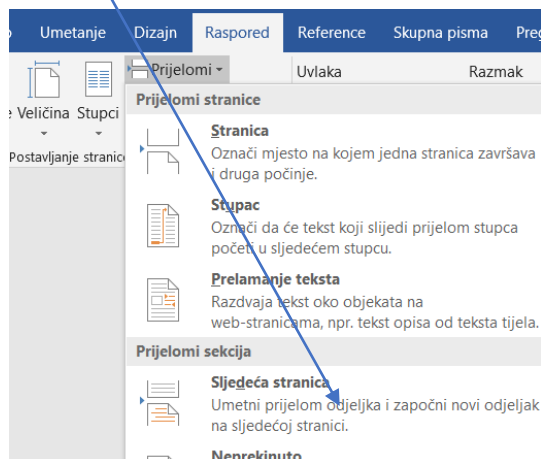 Umetanje Dizajn Raspored Reference Skupna pisma Preg
Prijelomi Uvlaka Razmak
e Veličina Stupci
Postavljanje stranic
Prijelomi stranice
Stranica
Označi mjesto na kojem jedna stranica završava
i druga počinje.
Stupac
Označi da će tekst koji slijedi prijelom stupca
početi u sljedećem stupcu.
Prelamanje teksta
Razdvaja tekst oko objekata na
web-stranicama, npr. tekst opisa od teksta tijela.
Prijelomi sekcija
Sljedeća stranica
Umetni prijelom odjeljka i započni novi odjeljak
na sljedećoj stranici.
Neprekinuto